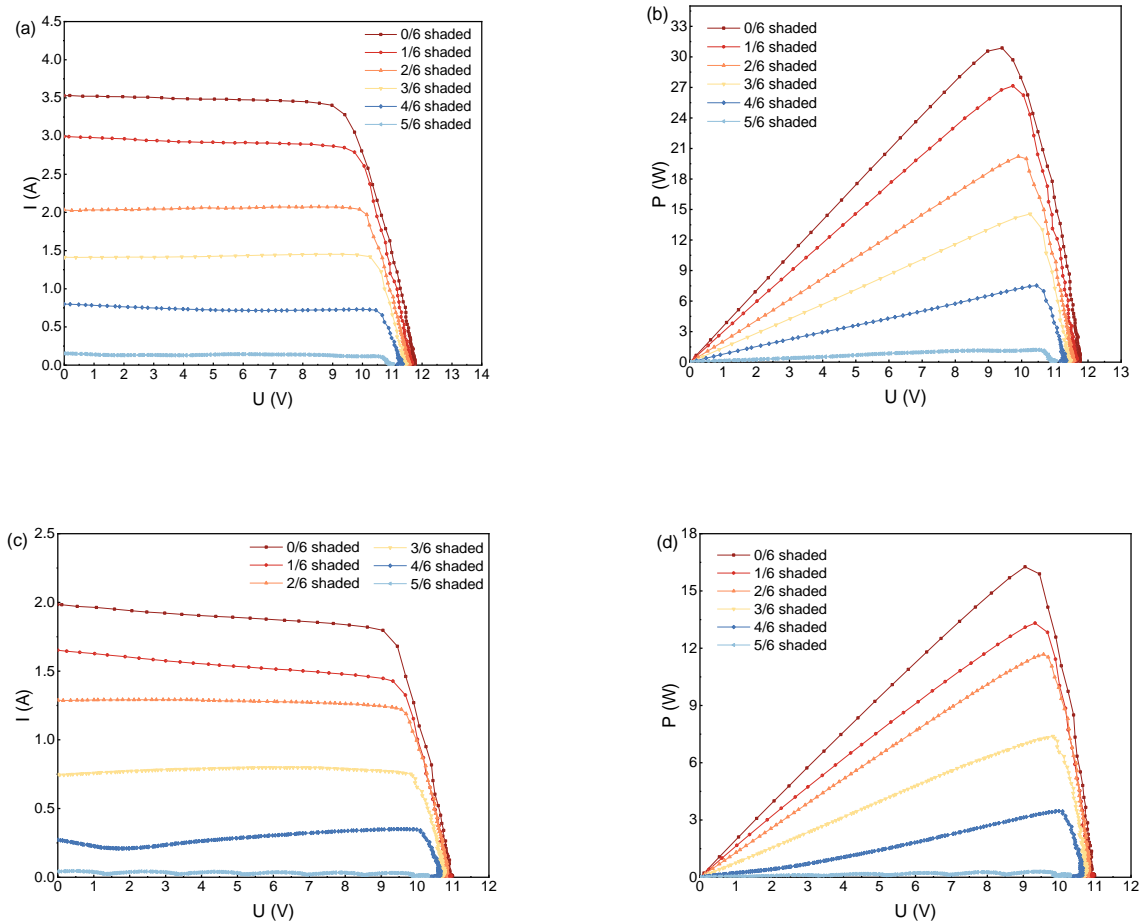 (a)
4.5
4.0
3.5
3.0
2.5
2.0
1.5
1.0
0.5
0.0
I (A)
0/6 shaded
1/6 shaded
2/6 shaded
3/6 shaded
4/6 shaded
5/6 shaded
0 1 2 3 4 5 6 7 8 9 10 11 12 13 14
U (V)
(b)
33
30
27
24
21
18
15
12
9
6
3
0
P (W)
0/6 shaded
1/6 shaded
2/6 shaded
3/6 shaded
4/6 shaded
5/6 shaded
0 1 2 3 4 5 6 7 8 9 10 11 12 13
U (V)
(c)
2.5
2.0
1.5
1.0
0.5
0.0
I (A)
0/6 shaded
1/6 shaded
2/6 shaded
3/6 shaded
4/6 shaded
5/6 shaded
0 1 2 3 4 5 6 7 8 9 10 11 12
U (V)
(d)
18
15
12
9
6
3
0
P (W)
0/6 shaded
1/6 shaded
2/6 shaded
3/6 shaded
4/6 shaded
5/6 shaded
0 1 2 3 4 5 6 7 8 9 10 11 12
U (V)